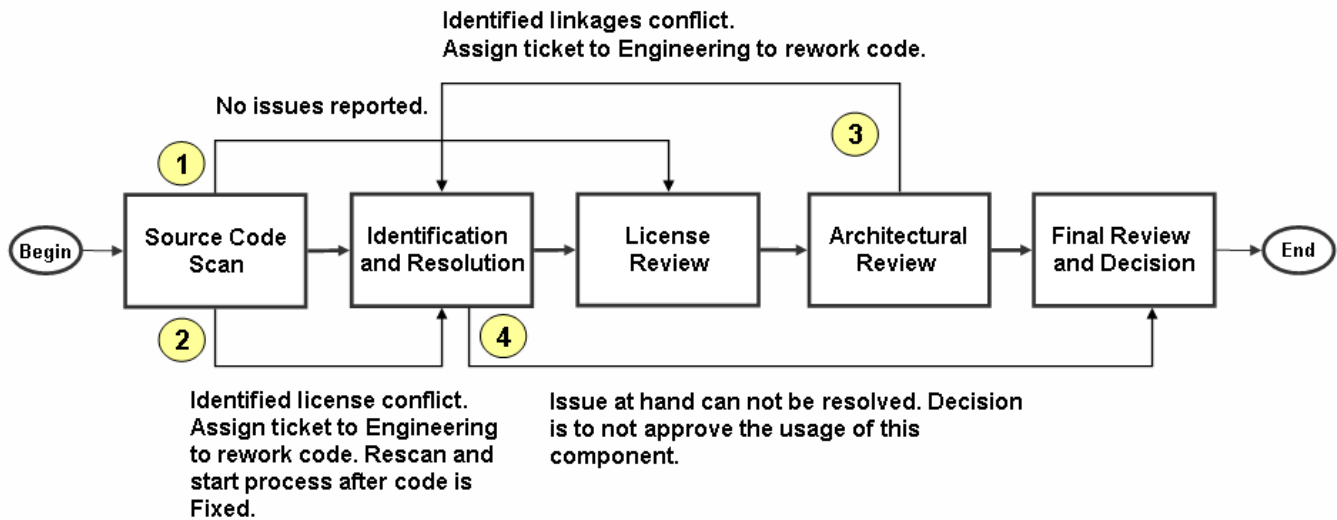 Identified linkages conflict.
Assign ticket to Engineering to rework code.
No issues reported.
1
3
Begin
Source Code
Scan
Identification
and Resolution
License
Review
Architectural
Review
Final Review
and Decision
End
2
4
Identified license conflict.
Assign ticket to Engineering
to rework code. Rescan and
start process after code is
Fixed.
Issue at hand can not be resolved. Decision
is to not approve the usage of this
component.